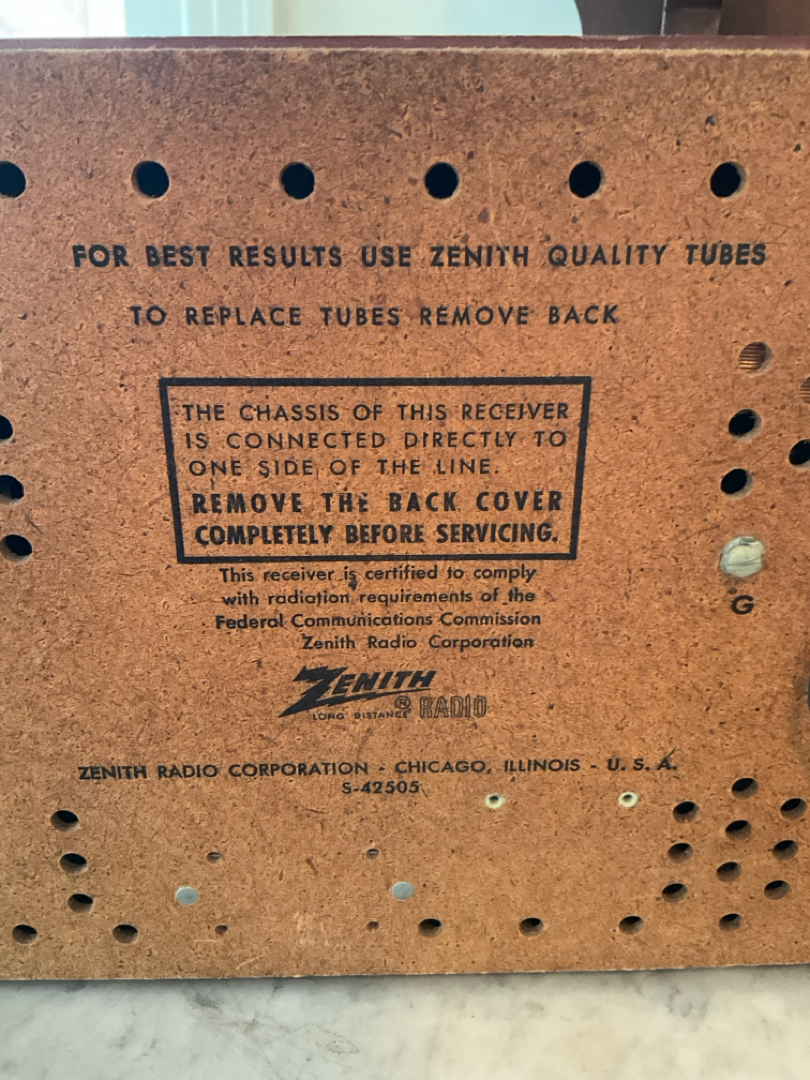 FOR BEST RESULTS USE ZENITH QUALITY TUBES
TO REPLACE TUBES REMOVE BACK
THE CHASSIS OF THIS RECEIVER
IS CONNECTED DIRECTLY TO
ONE SIDE OF THE LINE.
REMOVE THE BACK COVER
COMPLETELY BEFORE SERVICING.
This receiver is certified to comply
with radiation requirements of the
Federal Communications Commission
Zenith Radio Corporation
G
ZENITH
LONG DISTANCE ® RADIO
ZENITH RADIO CORPORATION - CHICAGO, ILLINOIS - U. S. A.
S-42505